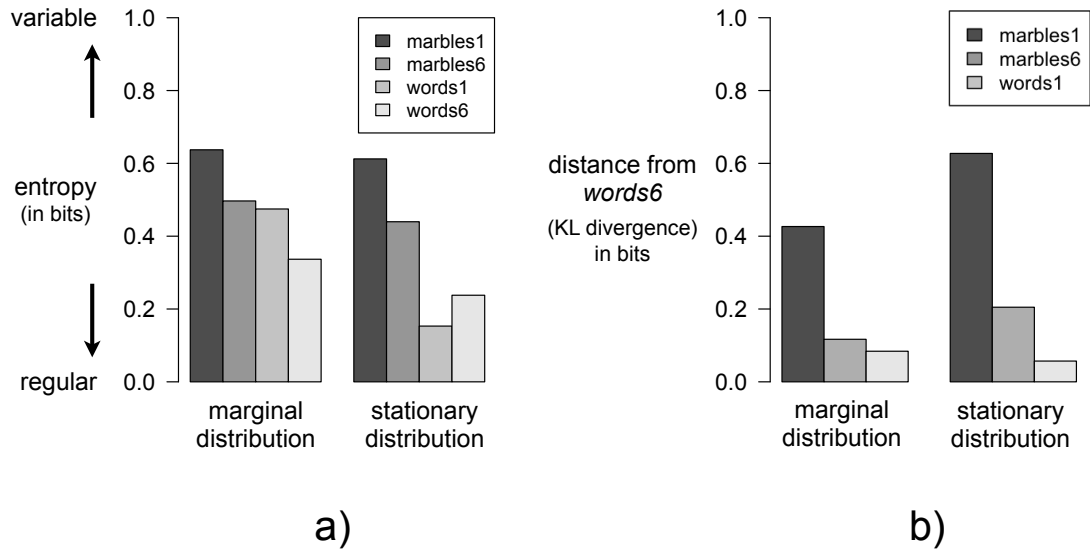 variable
entropy
(in bits)
regular
1.0
0.8
0.6
0.4
0.2
0.0
marbles1
marbles6
words1
words6
marginal
distribution
stationary
distribution
a)
distance from
words6
(KL divergence)
in bits
1.0
0.8
0.6
0.4
0.2
0.0
marbles1
marbles6
words1
marginal
distribution
stationary
distribution
b)